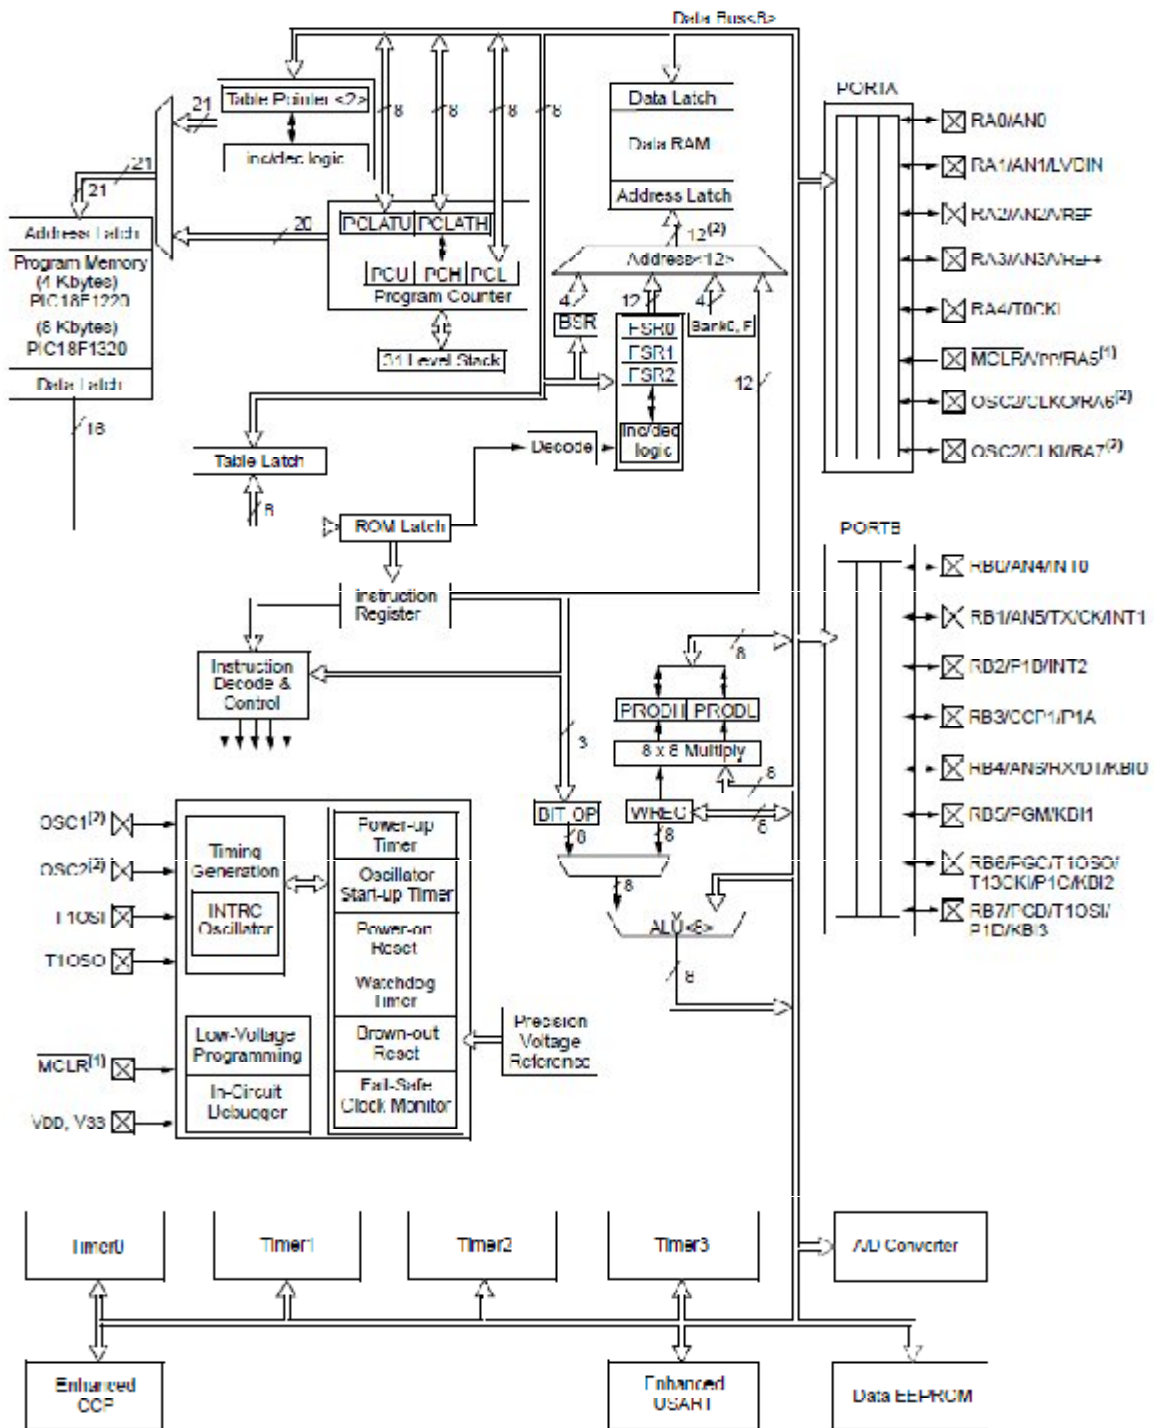 Data Bus<8>
21
Table Pointer <2>
8
8
8
8
Data Latch
PORTA
RA0/AN0
inc/dec logic
Data RAM
21
21
RA1/AN1/LVDIN
Address Latch
20
PCLATU PCLATH
12(2)
RA2/AN2/VREF-
Address Latch
Program Memory
(4 Kbytes)
PIC18F1220
(8 Kbytes)
PIC18F1320
Data Latch
16
PCU PCH PCL
Program Counter
31 Level Stack
Address<12>
4
12
4
RA3/AN3/VREF+
BSR
FSR0
FSR1
FSR2
Bank0, F
12
RA4/T0CKI
MCLR/VPP/RA5(1)
OSC2/CLKO/RA6(2)
OSC2/CLKI/RA7(2)
inc/dec
logic
Decode
Table Latch
8
ROM Latch
PORTB
Instruction
Register
RB0/AN4/INT0
RB1/AN5/TX/CK/INT1
RB2/P1B/INT2
RB3/CCP1/P1A
RB4/AN6/RX/DT/KBI0
RB5/PGM/KBI1
RB6/PGC/T1OSO/
T13CKI/P1C/KBI2
RB7/PGD/T1OSI/
P1D/KBI3
Instruction
Decode &
Control
8
PRODH PRODL
3
8 x 8 Multiply
8
BIT OP
WREG
8
8
8
8
ALU<8>
8
OSC1(2)
OSC2(2)
T1OSI
T1OSO
MCLR(1)
VDD, VSS
Timing
Generation
INTRC
Oscillator
Low-Voltage
Programming
In-Circuit
Debugger
Power-up
Timer
Oscillator
Start-up Timer
Power-on
Reset
Watchdog
Timer
Brown-out
Reset
Fail-Safe
Clock Monitor
Precision
Voltage
Reference
Timer0
Timer1
Timer2
Timer3
A/D Converter
Enhanced
CCP
Enhanced
USART
Data EEPROM